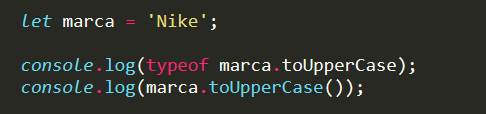 let marca = 'Nike';
console.log(typeof marca.toUpperCase);
console.log(marca.toUpperCase());